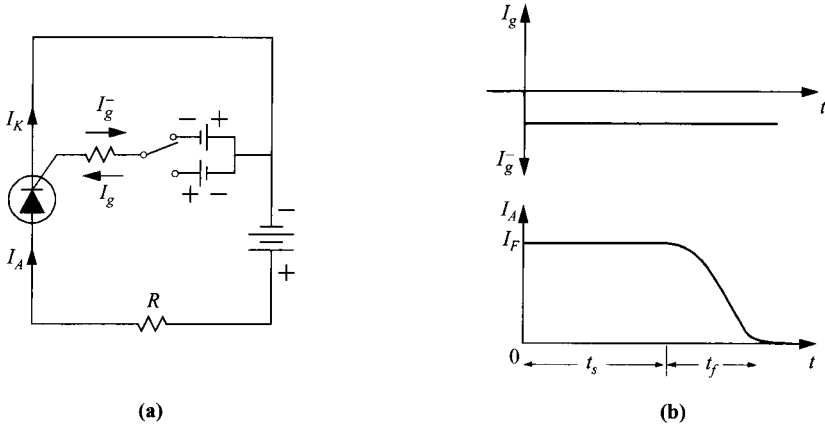 I_g^-
- +
I_K
I_g
+ -
-
I_A
+
R
(a)
I_g
t
I_g^-
I_A
I_F
0
t_s
t_f
t
(b)